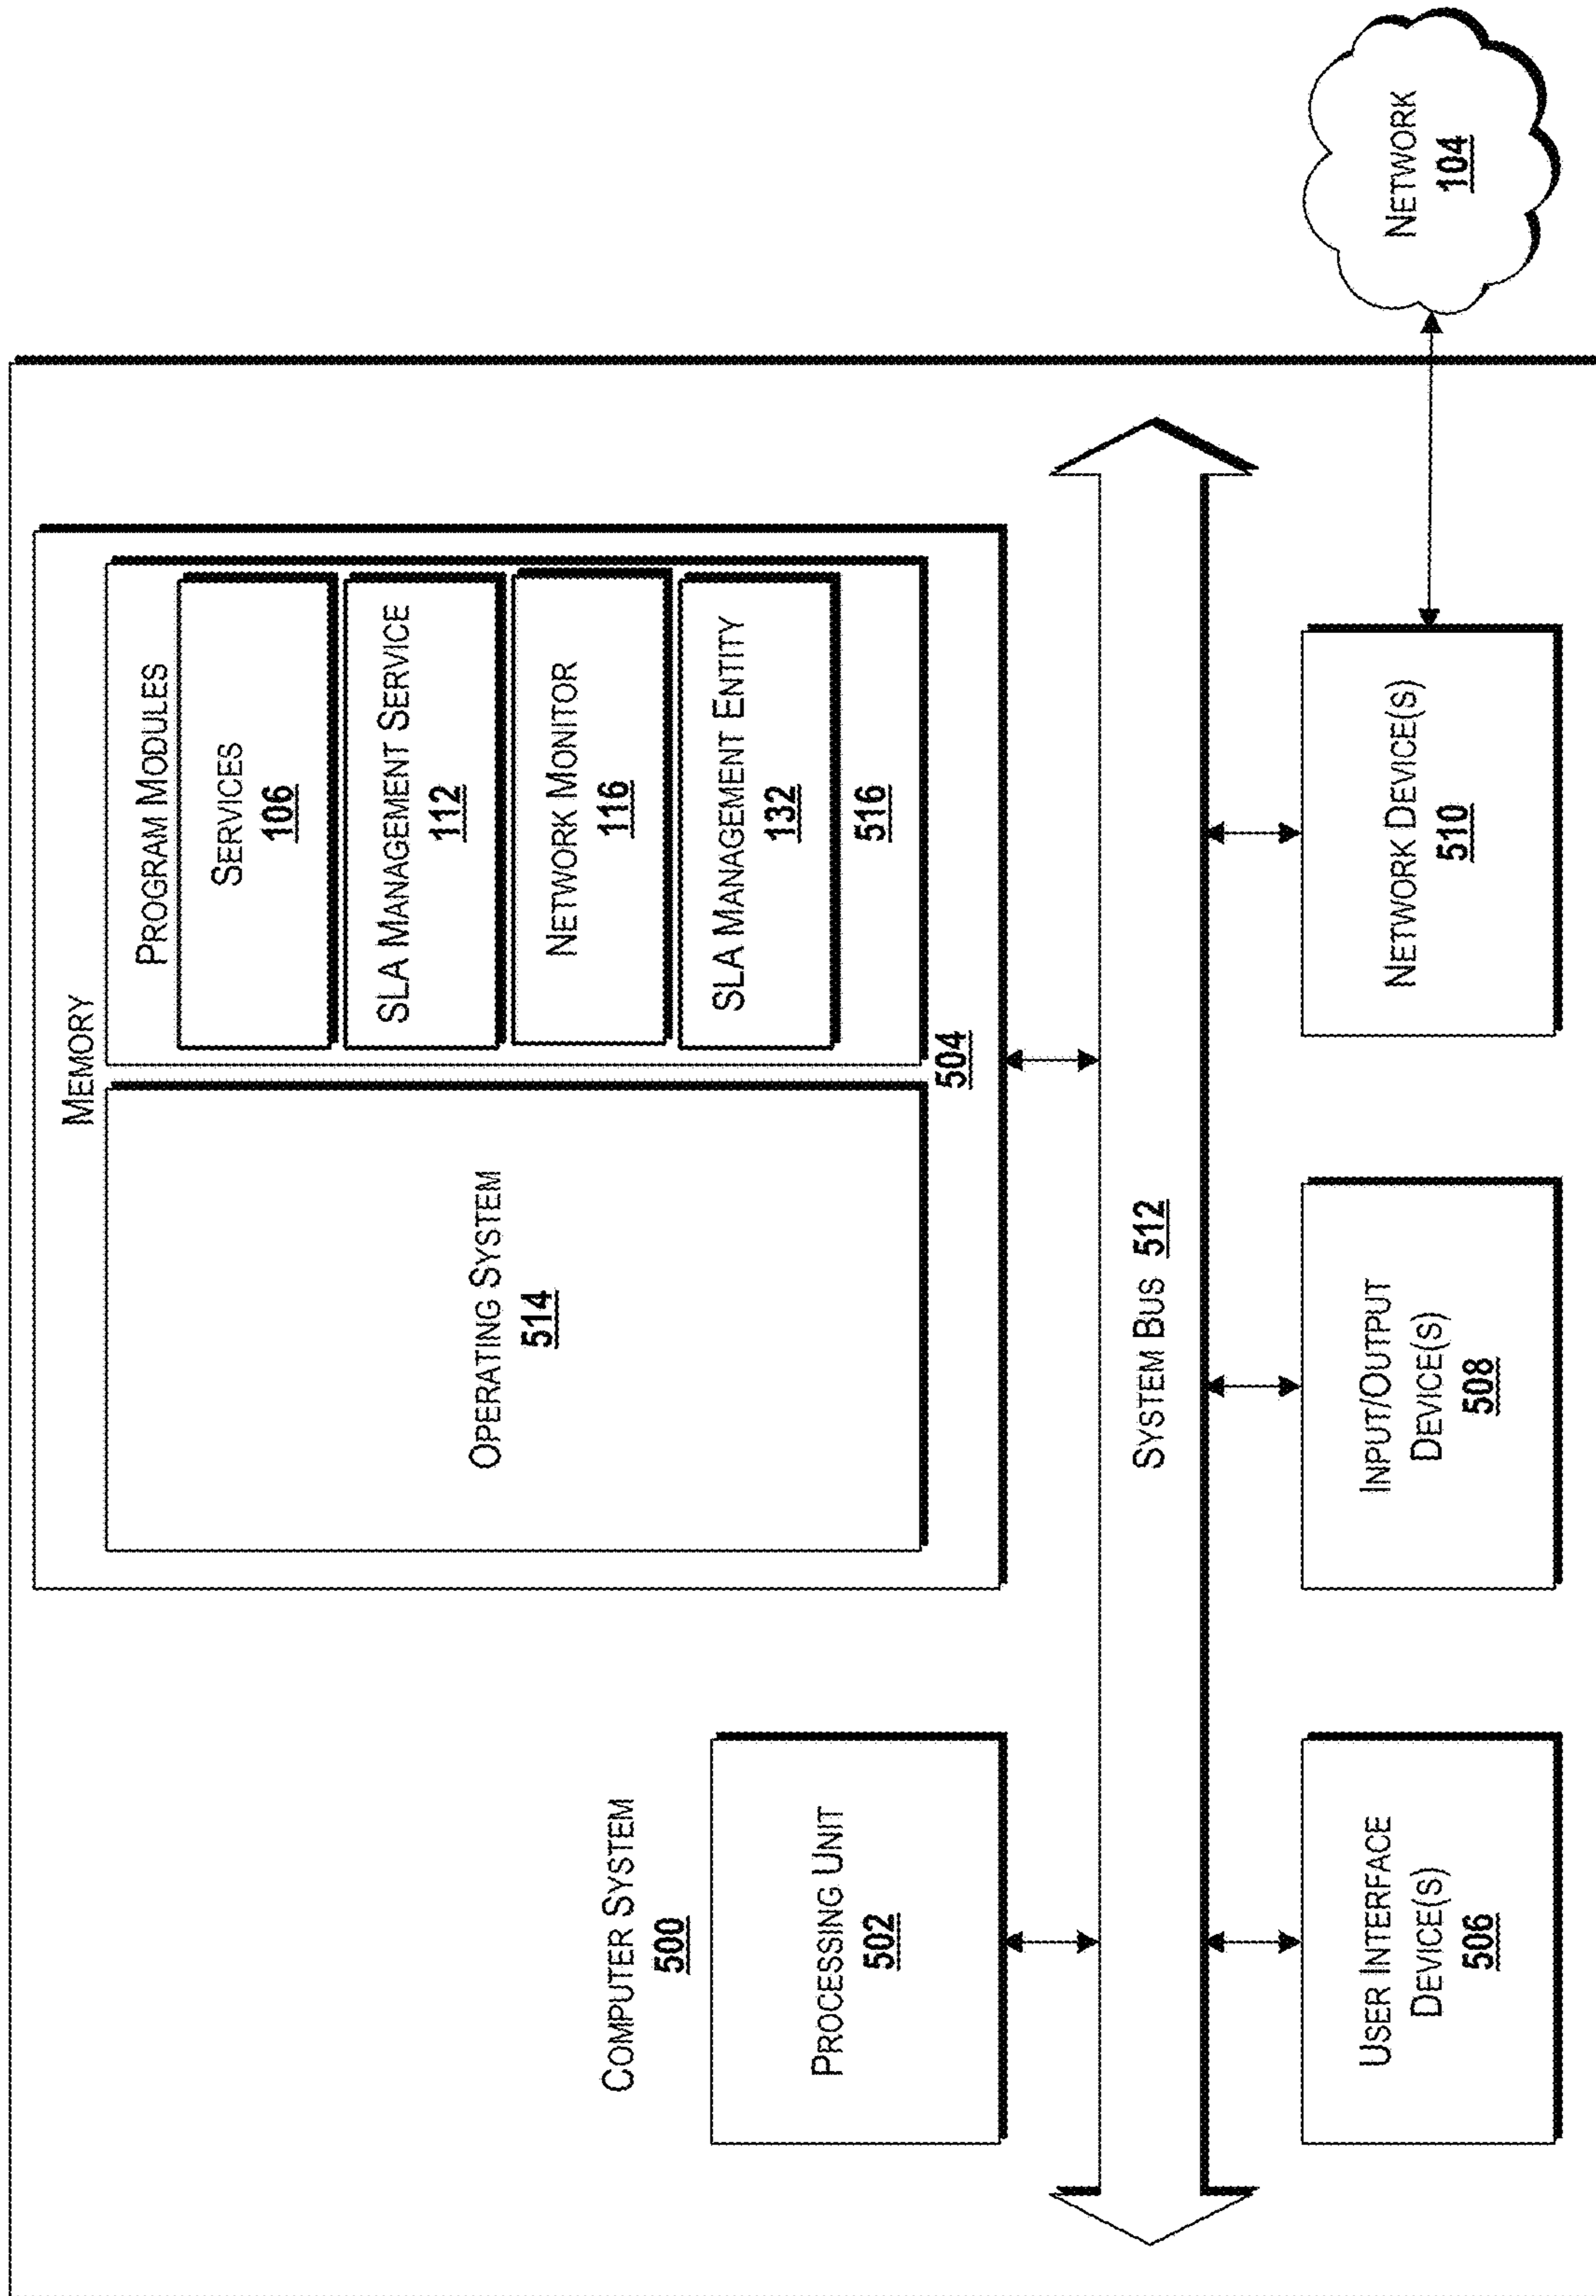 COMPUTER SYSTEM
500
PROCESSING UNIT
502
MEMORY
OPERATING SYSTEM
514
PROGRAM MODULES
SERVICES
106
SLA MANAGEMENT SERVICE
112
NETWORK MONITOR
116
SLA MANAGEMENT ENTITY
132
516
504
SYSTEM BUS 512
USER INTERFACE
DEVICE(S)
506
INPUT/OUTPUT
DEVICE(S)
508
NETWORK DEVICE(S)
510
NETWORK
104